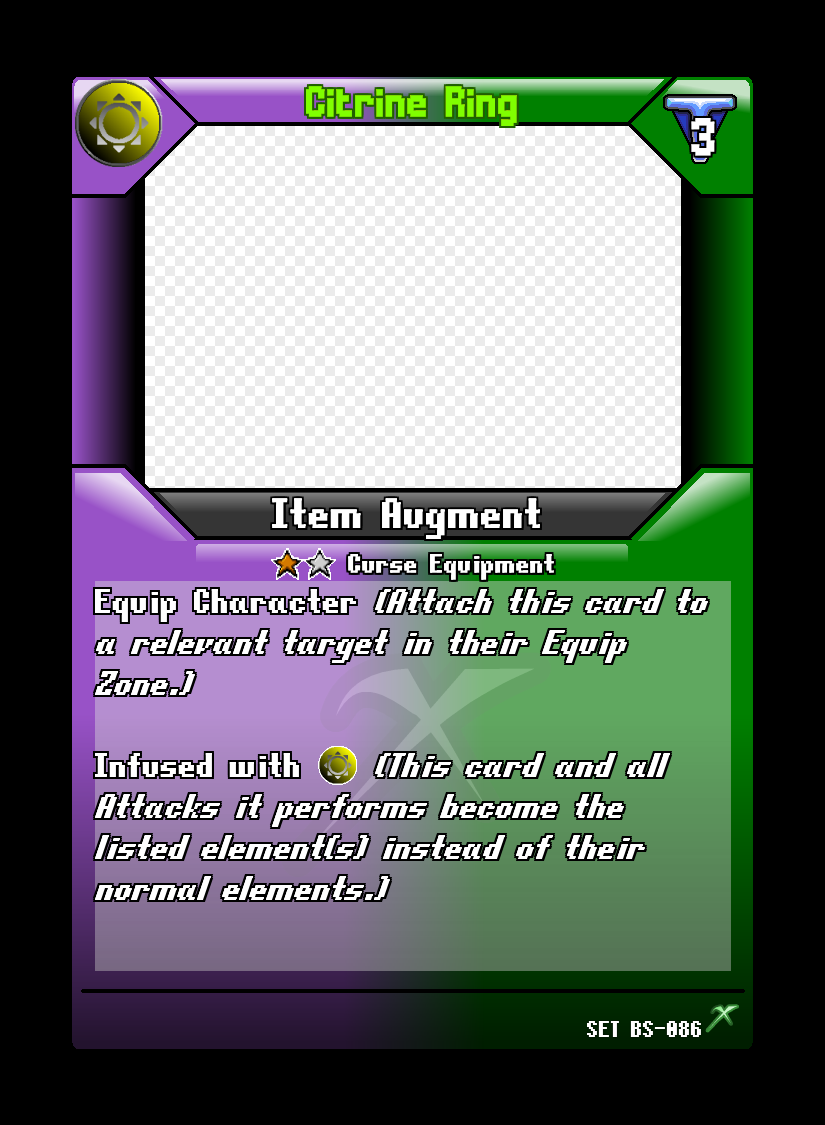 Citrine Ring
3
Item Augment
Curse Equipment
Equip Character (Attach this card to
a relevant target in their Equip
Zone.)
Infused with (This card and all
Attacks it performs become the
listed element(s) instead of their
normal elements.)
SET BS-086